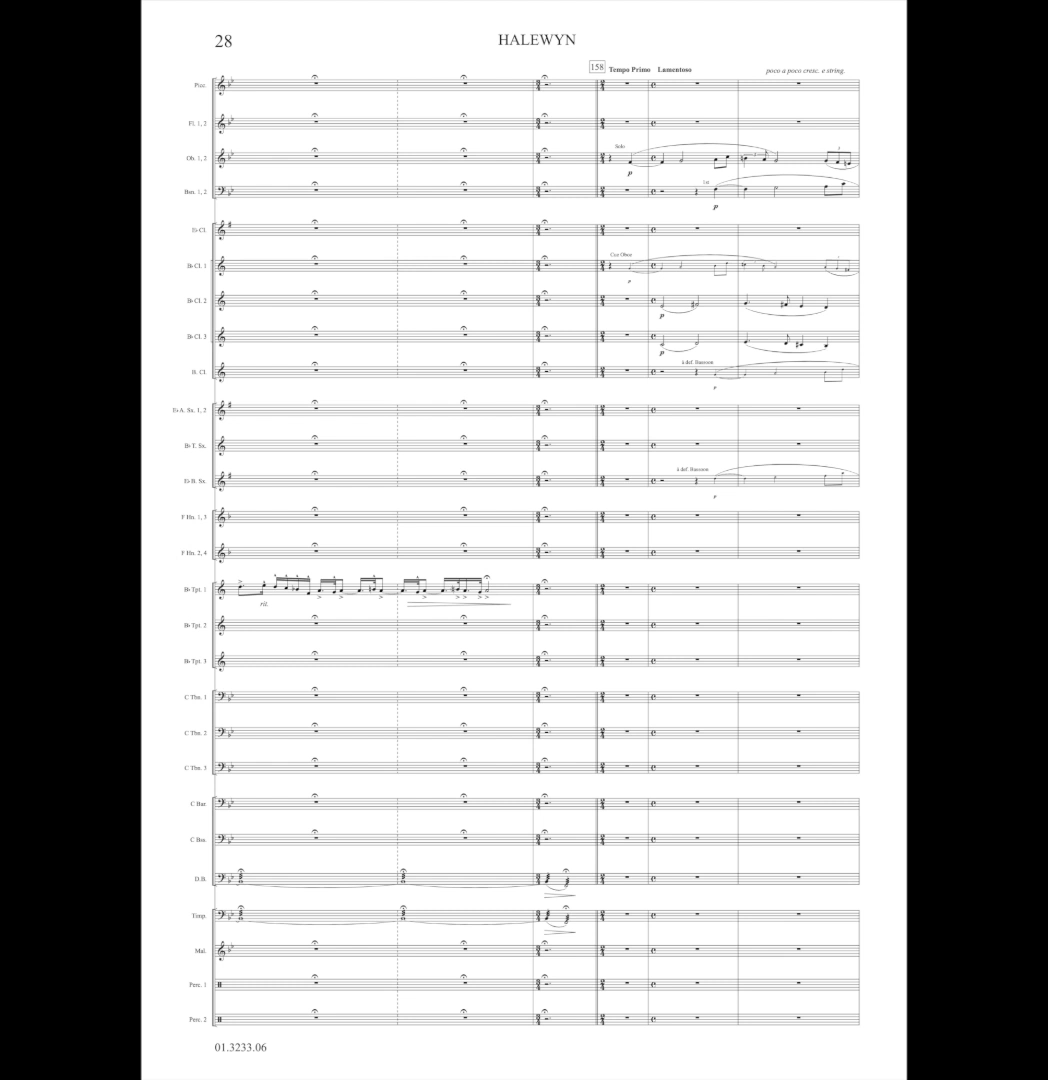 28
HALEWYN
158 Tempo Primo Lamentoso poco a poco cresc. e string.
Picc.
Fl. 1, 2
Ob. 1, 2 Solo p
Bsn. 1, 2 1st p
E♭ Cl.
B♭ Cl. 1 Cue Oboe p
B♭ Cl. 2 p
B♭ Cl. 3 p
B. Cl. à def. Bassoon p
E♭ A. Sx. 1, 2
B♭ T. Sx.
E♭ B. Sx. à def. Bassoon p
F Hn. 1, 3
F Hn. 2, 4
B♭ Tpt. 1 rit.
B♭ Tpt. 2
B♭ Tpt. 3
C Tbn. 1
C Tbn. 2
C Tbn. 3
C Bar.
C Bss.
D.B.
Timp.
Mal.
Perc. 1
Perc. 2
01.3233.06